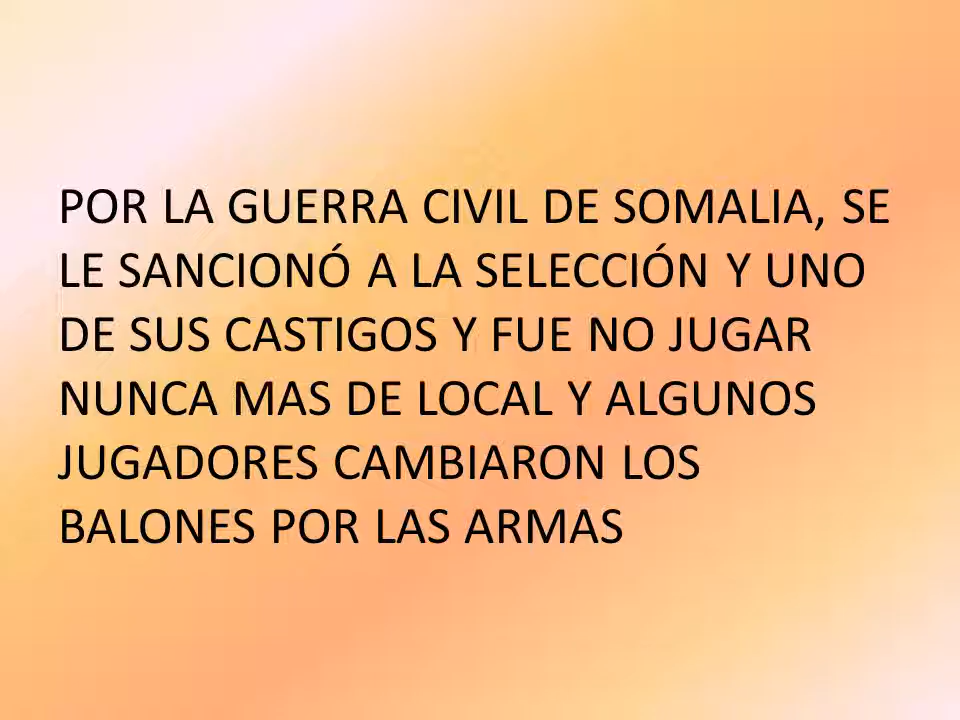 POR LA GUERRA CIVIL DE SOMALIA, SE
LE SANCIONÓ A LA SELECCIÓN Y UNO
DE SUS CASTIGOS Y FUE NO JUGAR
NUNCA MAS DE LOCAL Y ALGUNOS
JUGADORES CAMBIARON LOS
BALONES POR LAS ARMAS